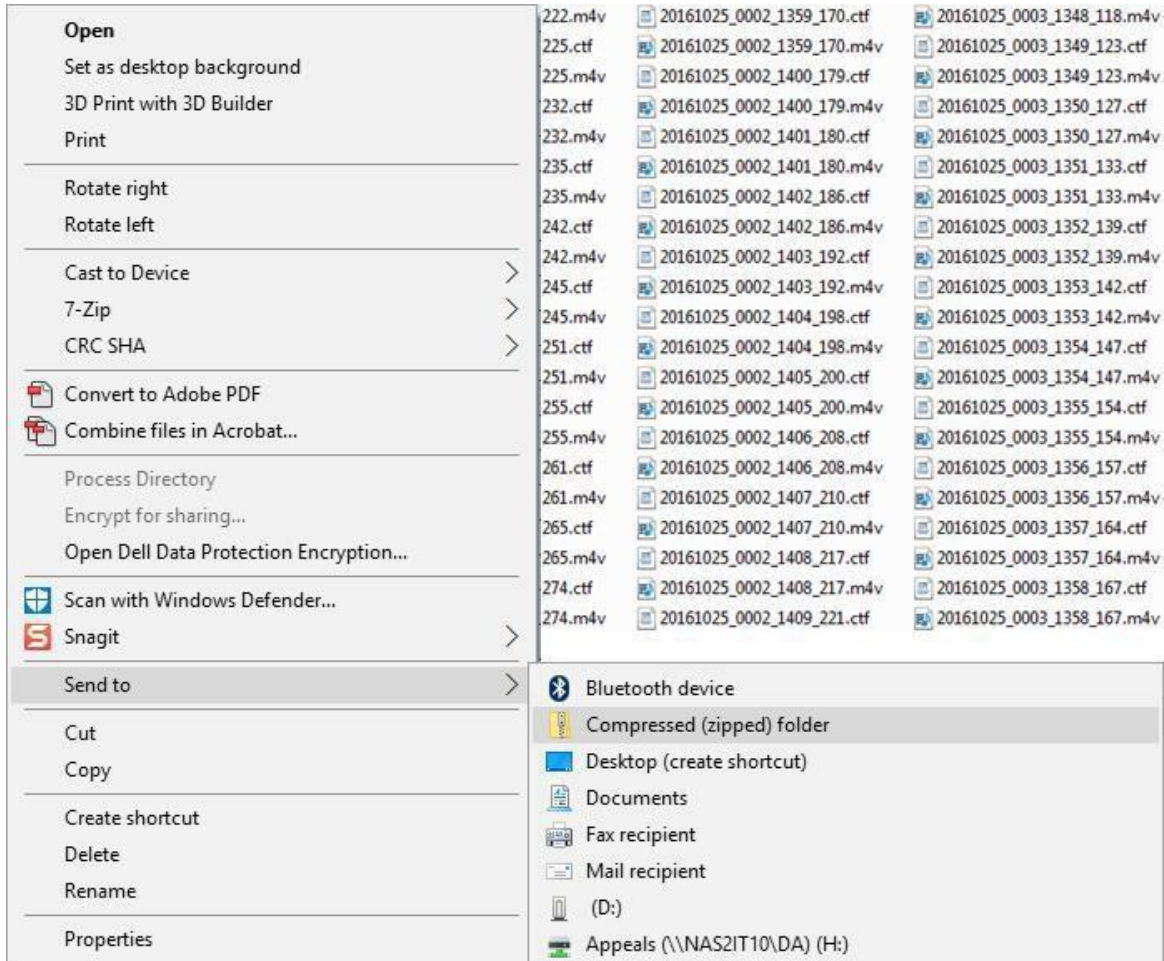 Open
Set as desktop background
3D Print with 3D Builder
Print
Rotate right
Rotate left
Cast to Device
7-Zip
CRC SHA
Convert to Adobe PDF
Combine files in Acrobat...
Process Directory
Encrypt for sharing...
Open Dell Data Protection Encryption...
Scan with Windows Defender...
Snagit
Send to
Cut
Copy
Create shortcut
Delete
Rename
Properties
222.m4v
225.ctf
225.m4v
232.ctf
232.m4v
235.ctf
235.m4v
242.ctf
242.m4v
245.ctf
245.m4v
251.ctf
251.m4v
255.ctf
255.m4v
261.ctf
261.m4v
265.ctf
265.m4v
274.ctf
274.m4v
20161025_0002_1359_170.ctf
20161025_0002_1359_170.m4v
20161025_0002_1400_179.ctf
20161025_0002_1400_179.m4v
20161025_0002_1401_180.ctf
20161025_0002_1401_180.m4v
20161025_0002_1402_186.ctf
20161025_0002_1402_186.m4v
20161025_0002_1403_192.ctf
20161025_0002_1403_192.m4v
20161025_0002_1404_198.ctf
20161025_0002_1404_198.m4v
20161025_0002_1405_200.ctf
20161025_0002_1405_200.m4v
20161025_0002_1406_208.ctf
20161025_0002_1406_208.m4v
20161025_0002_1407_210.ctf
20161025_0002_1407_210.m4v
20161025_0002_1408_217.ctf
20161025_0002_1408_217.m4v
20161025_0002_1409_221.ctf
20161025_0003_1348_118.m4v
20161025_0003_1349_123.ctf
20161025_0003_1349_123.m4v
20161025_0003_1350_127.ctf
20161025_0003_1350_127.m4v
20161025_0003_1351_133.ctf
20161025_0003_1351_133.m4v
20161025_0003_1352_139.ctf
20161025_0003_1352_139.m4v
20161025_0003_1353_142.ctf
20161025_0003_1353_142.m4v
20161025_0003_1354_147.ctf
20161025_0003_1354_147.m4v
20161025_0003_1355_154.ctf
20161025_0003_1355_154.m4v
20161025_0003_1356_157.ctf
20161025_0003_1356_157.m4v
20161025_0003_1357_164.ctf
20161025_0003_1357_164.m4v
20161025_0003_1358_167.ctf
20161025_0003_1358_167.m4v
Bluetooth device
Compressed (zipped) folder
Desktop (create shortcut)
Documents
Fax recipient
Mail recipient
(D:)
Appeals (\\NAS2IT10\DA) (H:)